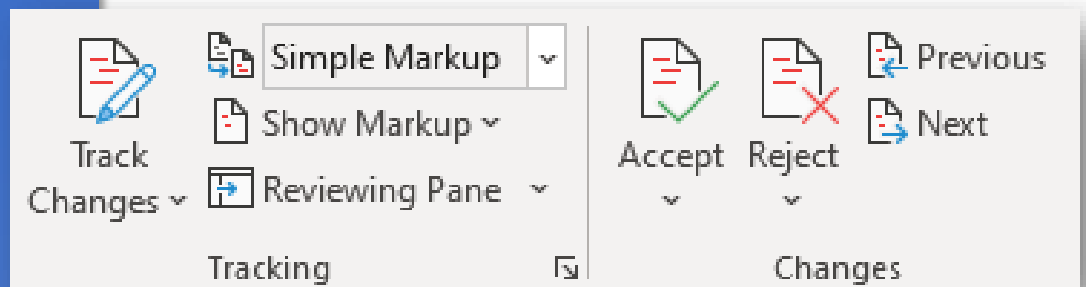 Track
Changes
Simple Markup
Show Markup
Reviewing Pane
Tracking
Accept
Reject
Previous
Next
Changes